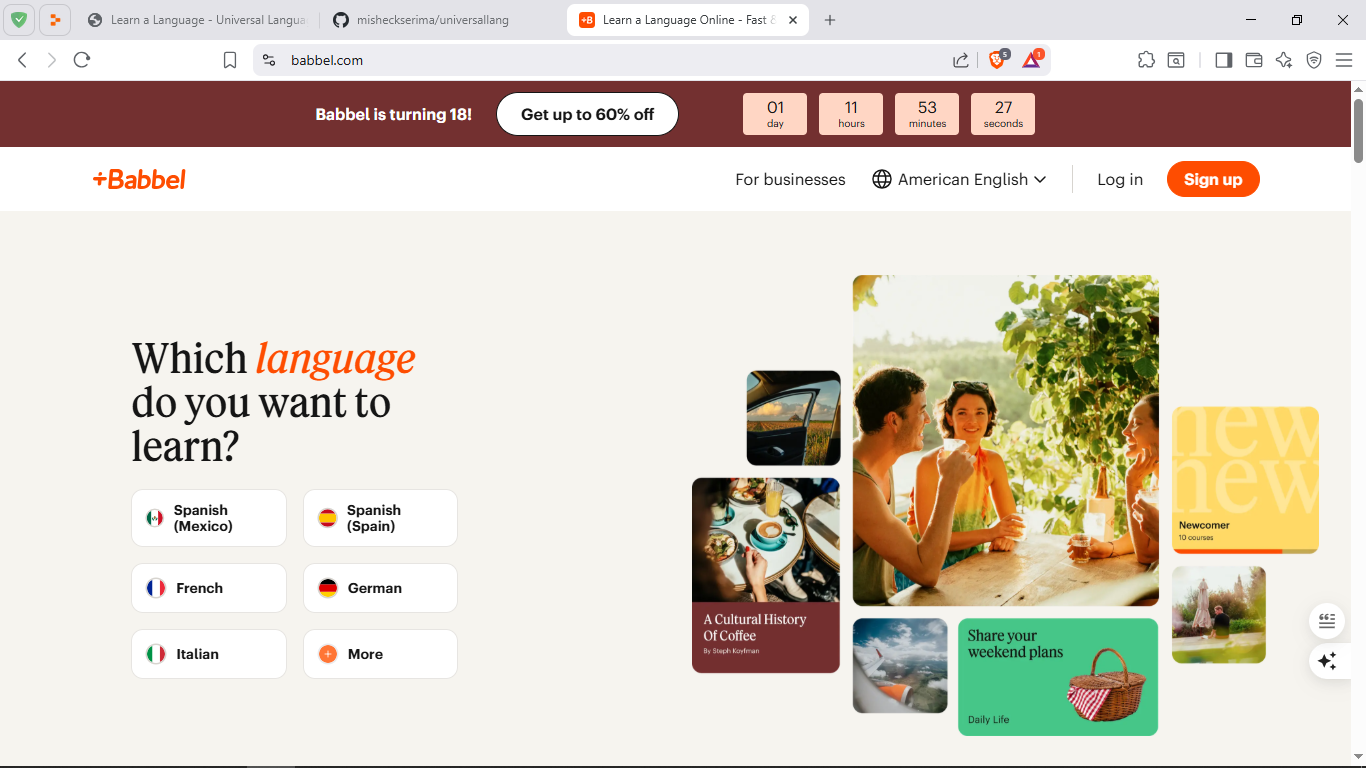 Learn a Language - Universal Langua
misheckserima/universallang
Learn a Language Online - Fast &
babbel.com
5
1
Babbel is turning 18!
Get up to 60% off
01
day
11
hours
53
minutes
27
seconds
+Babbel
For businesses
American English
Log in
Sign up
Which language
do you want to
learn?
Spanish
(Mexico)
Spanish
(Spain)
French
German
Italian
More
A Cultural History
Of Coffee
By Steph Koyfman
new
new
Newcomer
10 courses
Share your
weekend plans
Daily Life